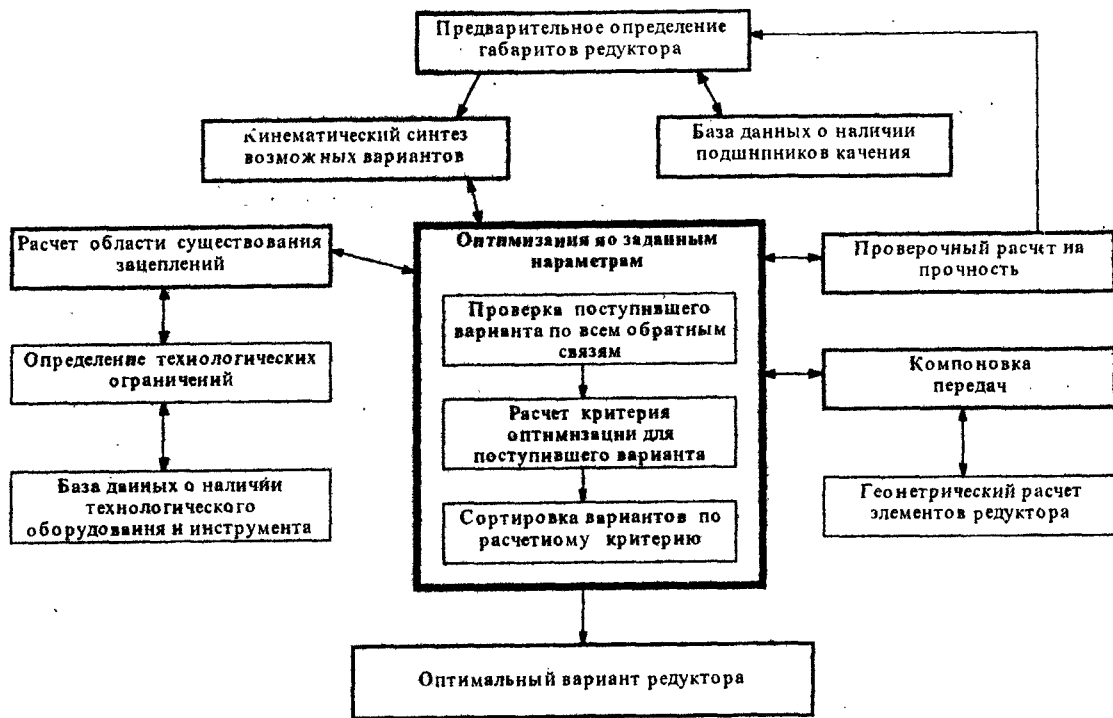 Предварительное определение
габаритов редуктора
Кинематический синтез
возможных вариантов
База данных о наличии
подшипников качения
Расчет области существования
зацеплений
Оптимизация по заданным
параметрам
Проверочный расчет на
прочность
Проверка поступившего
варианта по всем обратным
связям
Определение технологических
ограничений
Компоновка
передач
Расчет критерия
оптимизации для
поступившего варианта
База данных о наличии
технологического
оборудования и инструмента
Геометрический расчет
элементов редуктора
Сортировка вариантов по
расчетному критерию
Оптимальный вариант редуктора